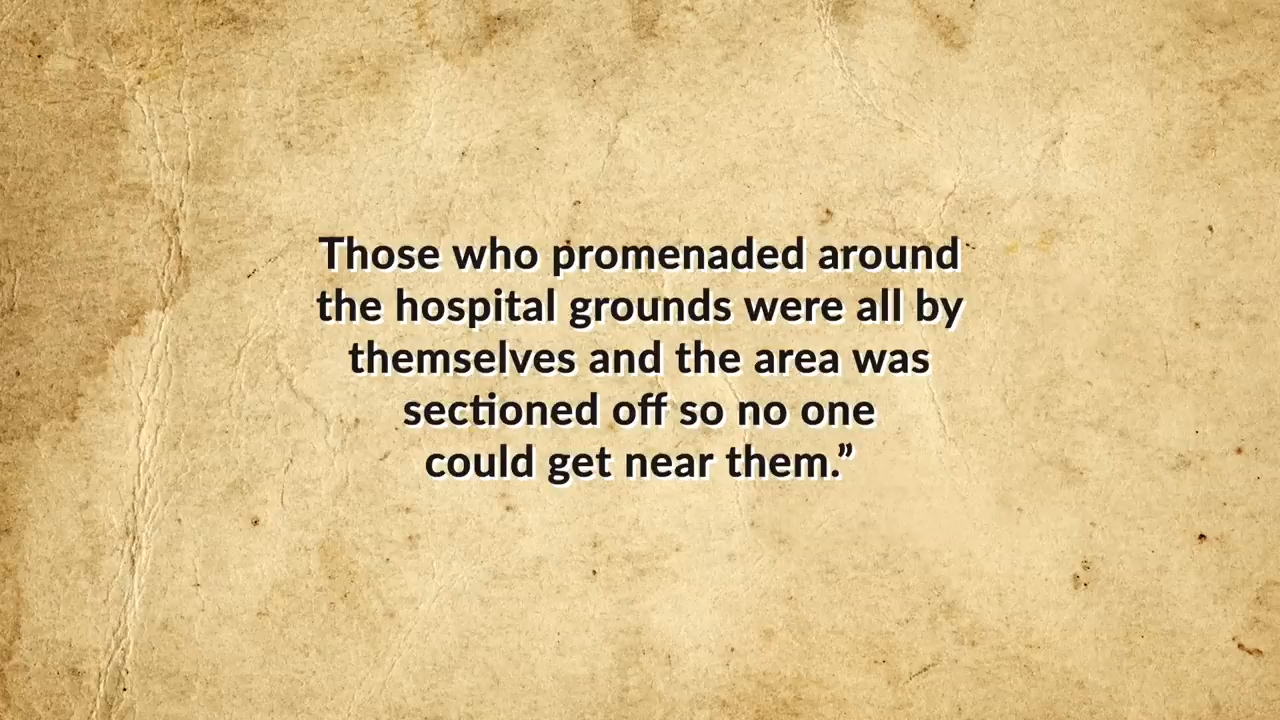 Those who promenaded around
the hospital grounds were all by
themselves and the area was
sectioned off so no one
could get near them.”